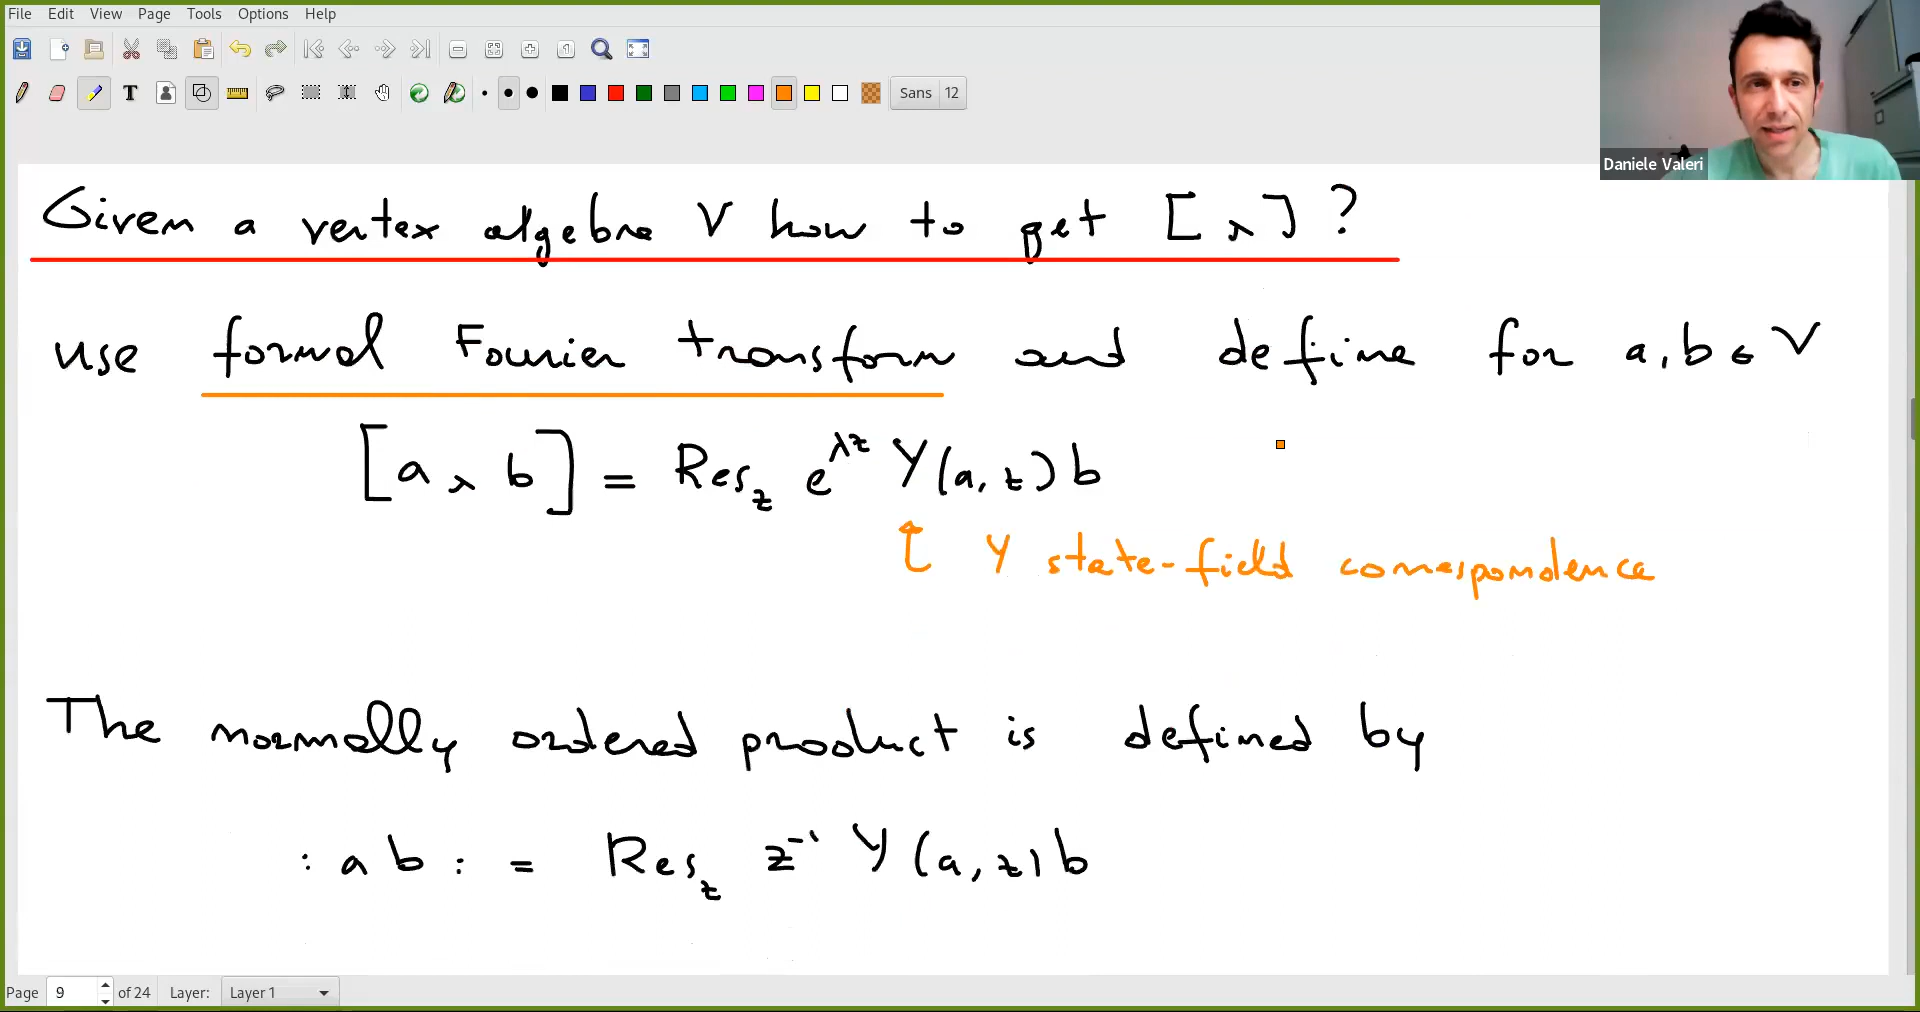 File Edit View Page Tools Options Help
Sans 12
Daniele Valeri
Given a vertex algebra V how to get [ λ ] ?
use formal Fourier transform and define for a, b ∈ V
[a λ b] = Res_z e^{λz} Y(a, z) b
Y state-field correspondence
The normally ordered product is defined by
: a b : = Res_z z^{-1} Y(a, z) b
Page 9 of 24 Layer: Layer 1